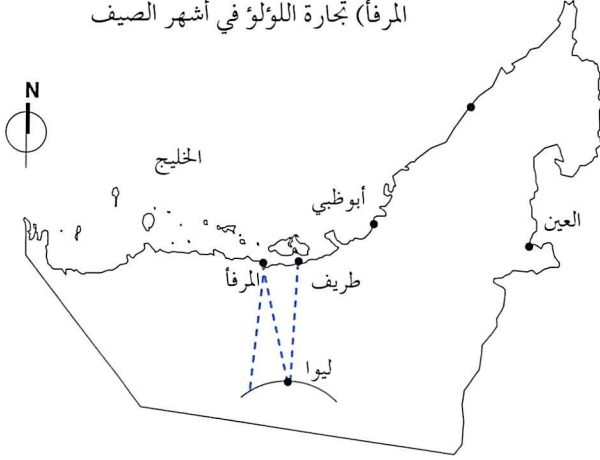 المرفأ) تجارة اللؤلؤ في أشهر الصيف
N
الخليج
أبوظبي
العين
المرفأ
طريف
ليوا